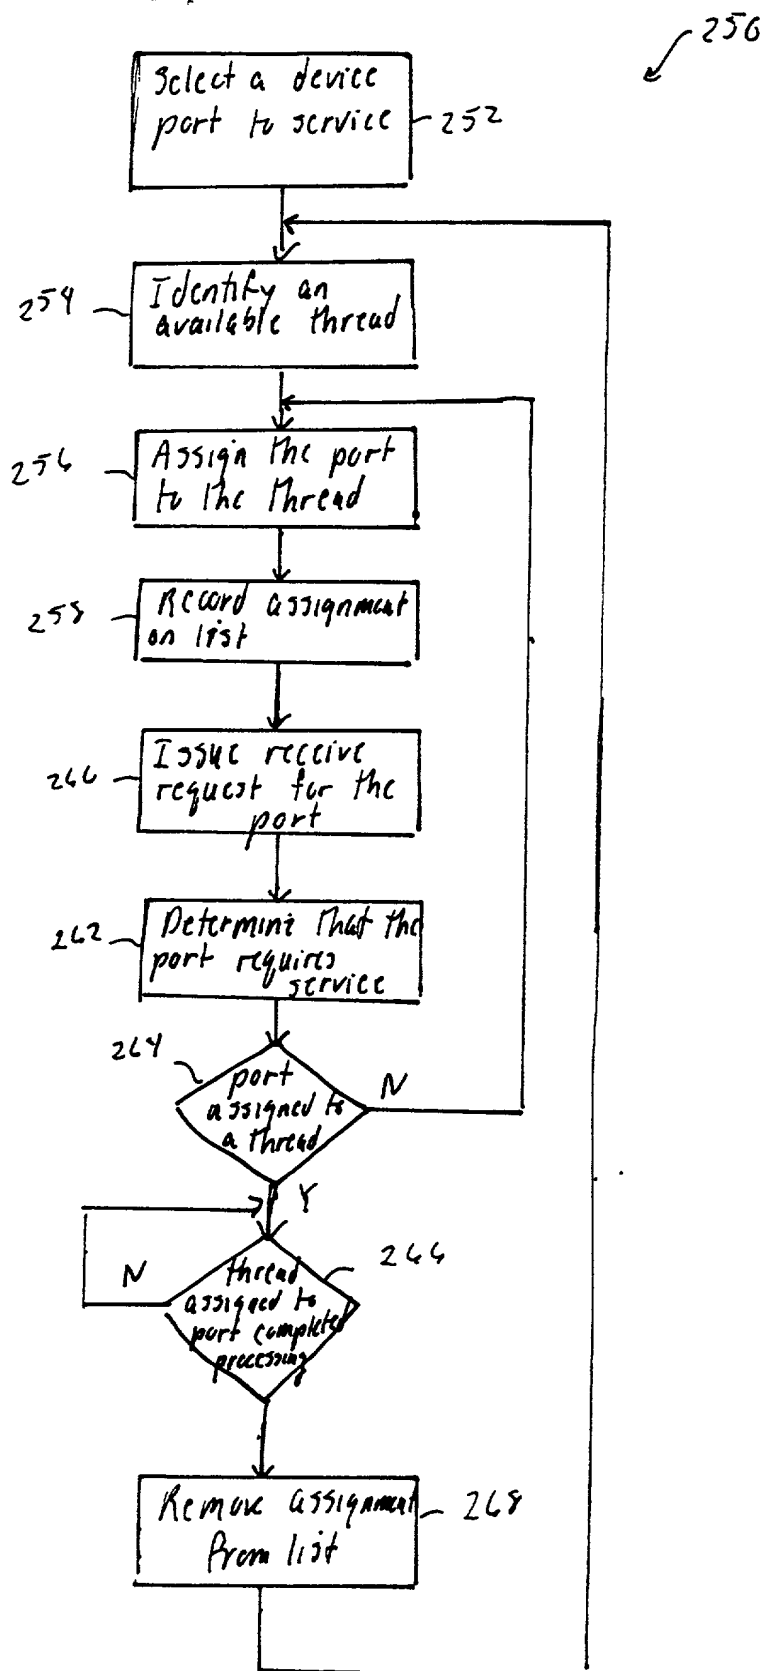 250
Select a device
port to service
252
254
Identify an
available thread
256
Assign the port
to the thread
258
Record assignment
on list
260
Issue receive
request for the
port
262
Determine that the
port requires
service
264
port
assigned to
a thread
N
Y
266
thread
assigned to
port completed
processing
N
Remove assignment
from list
268